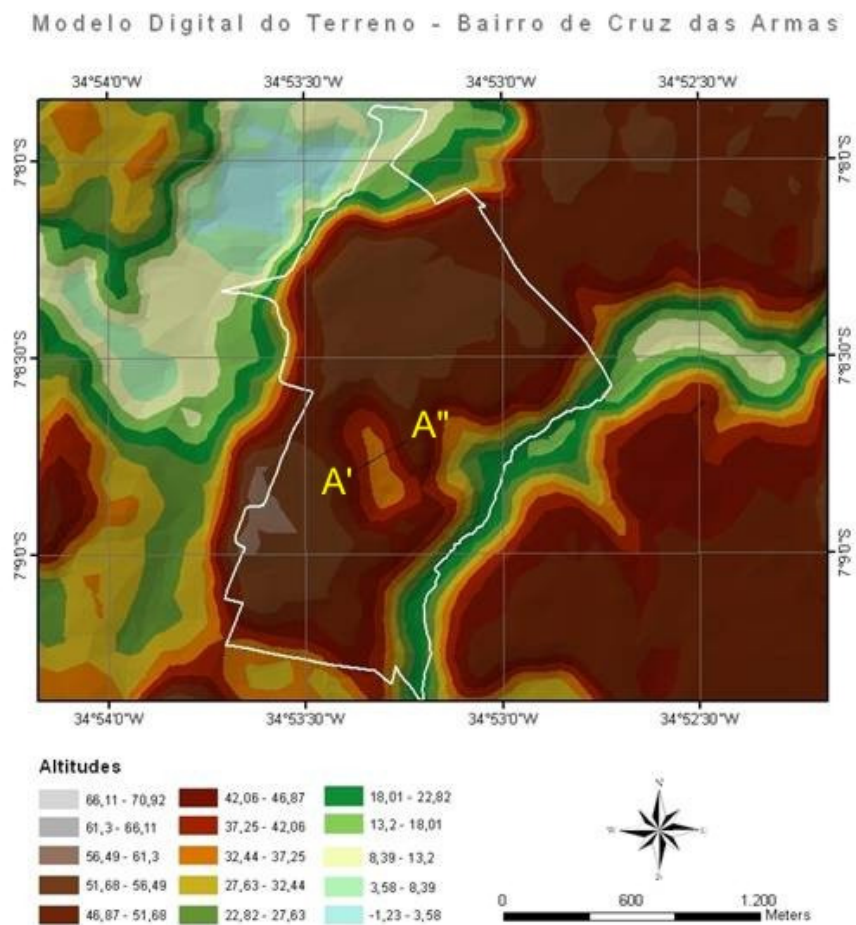 Modelo Digital do Terreno - Bairro de Cruz das Armas
34°54'0"W 34°53'30"W 34°53'0"W 34°52'30"W
7°8'0"S 7°8'0"S
7°8'30"S 7°8'30"S
A"
A'
7°9'0"S 7°9'0"S
34°54'0"W 34°53'30"W 34°53'0"W 34°52'30"W
Altitudes
66,11 - 70,92 42,06 - 46,87 18,01 - 22,82
61,3 - 66,11 37,25 - 42,06 13,2 - 18,01
56,49 - 61,3 32,44 - 37,25 8,39 - 13,2
51,68 - 56,49 27,63 - 32,44 3,58 - 8,39
46,87 - 51,68 22,82 - 27,63 -1,23 - 3,58
N
W E
S
0 600 1.200
Meters